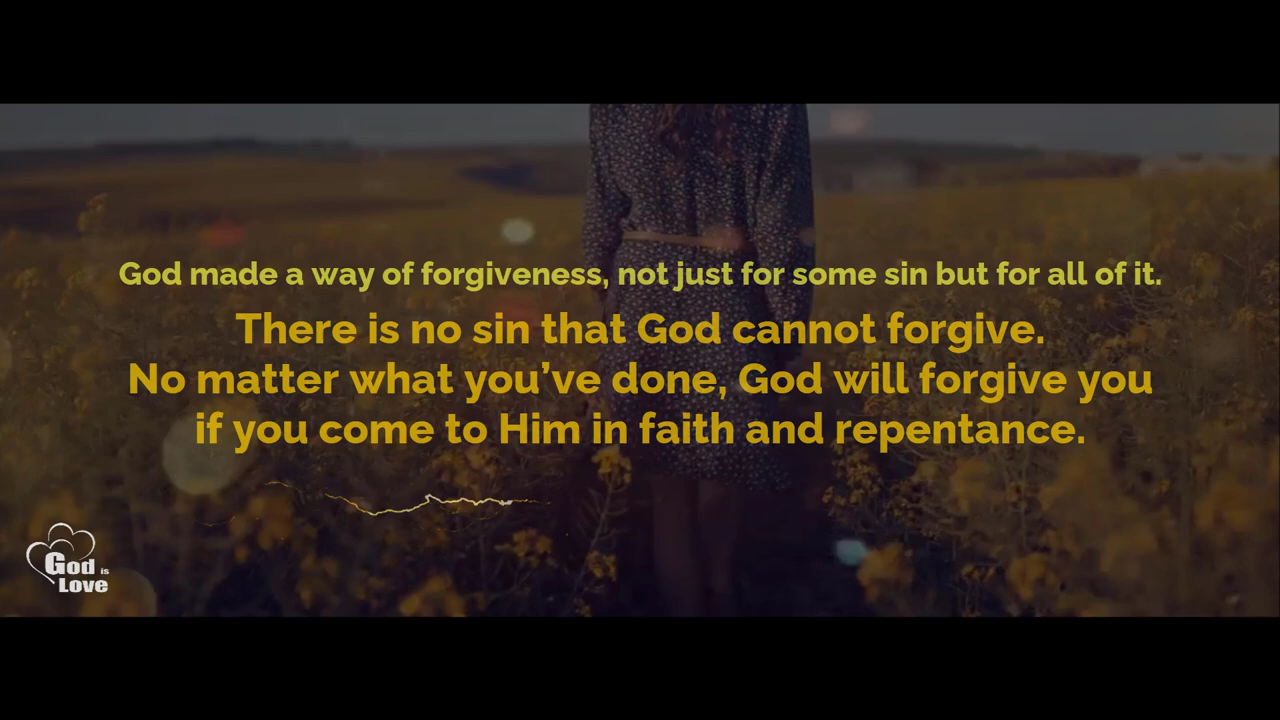 God made a way of forgiveness, not just for some sin but for all of it.
There is no sin that God cannot forgive.
No matter what you’ve done, God will forgive you
if you come to Him in faith and repentance.
God is
Love